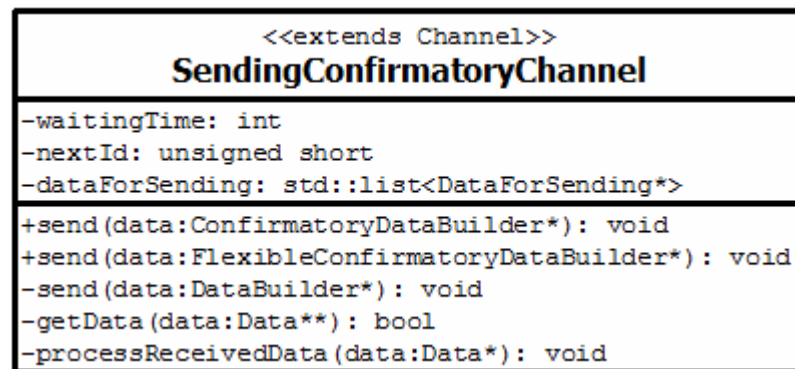 <<extends Channel>>
SendingConfirmatoryChannel
-waitingTime: int
-nextId: unsigned short
-dataForSending: std::list<DataForSending*>
+send(data:ConfirmatoryDataBuilder*): void
+send(data:FlexibleConfirmatoryDataBuilder*): void
-send(data:DataBuilder*): void
-getData(data:Data**): bool
-processReceivedData(data:Data*): void